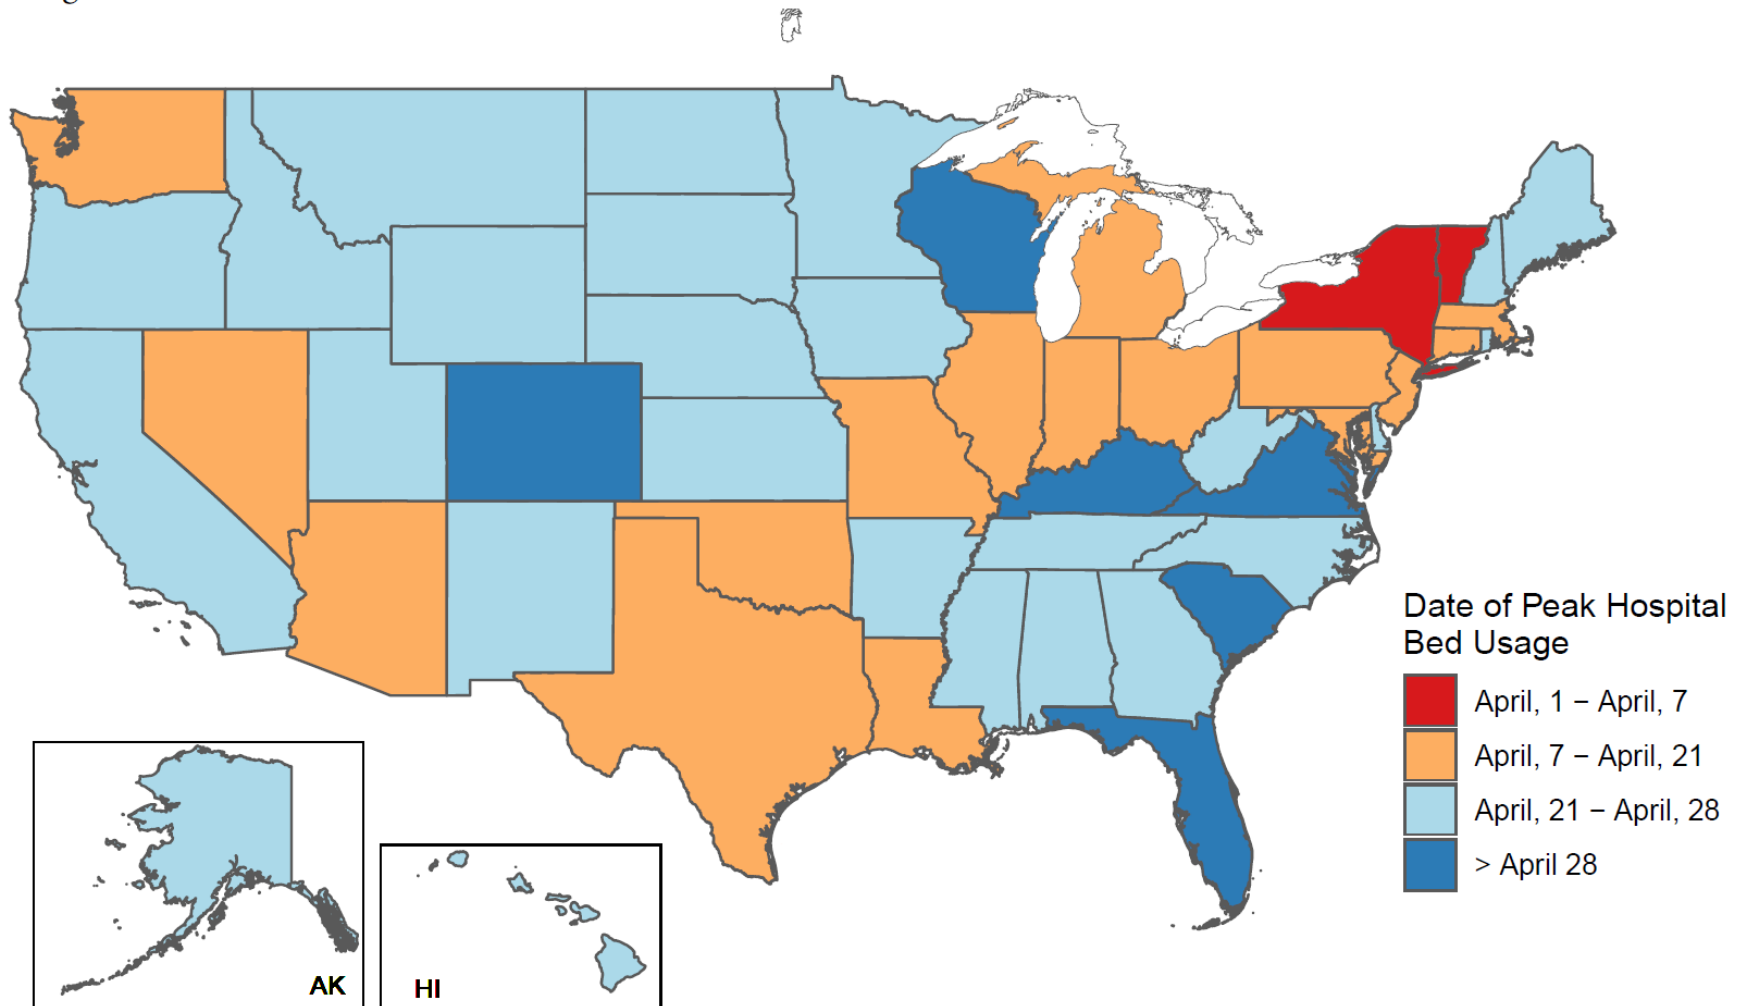 Date of Peak Hospital
Bed Usage
April, 1 − April, 7
April, 7 − April, 21
April, 21 − April, 28
> April 28
AK
HI